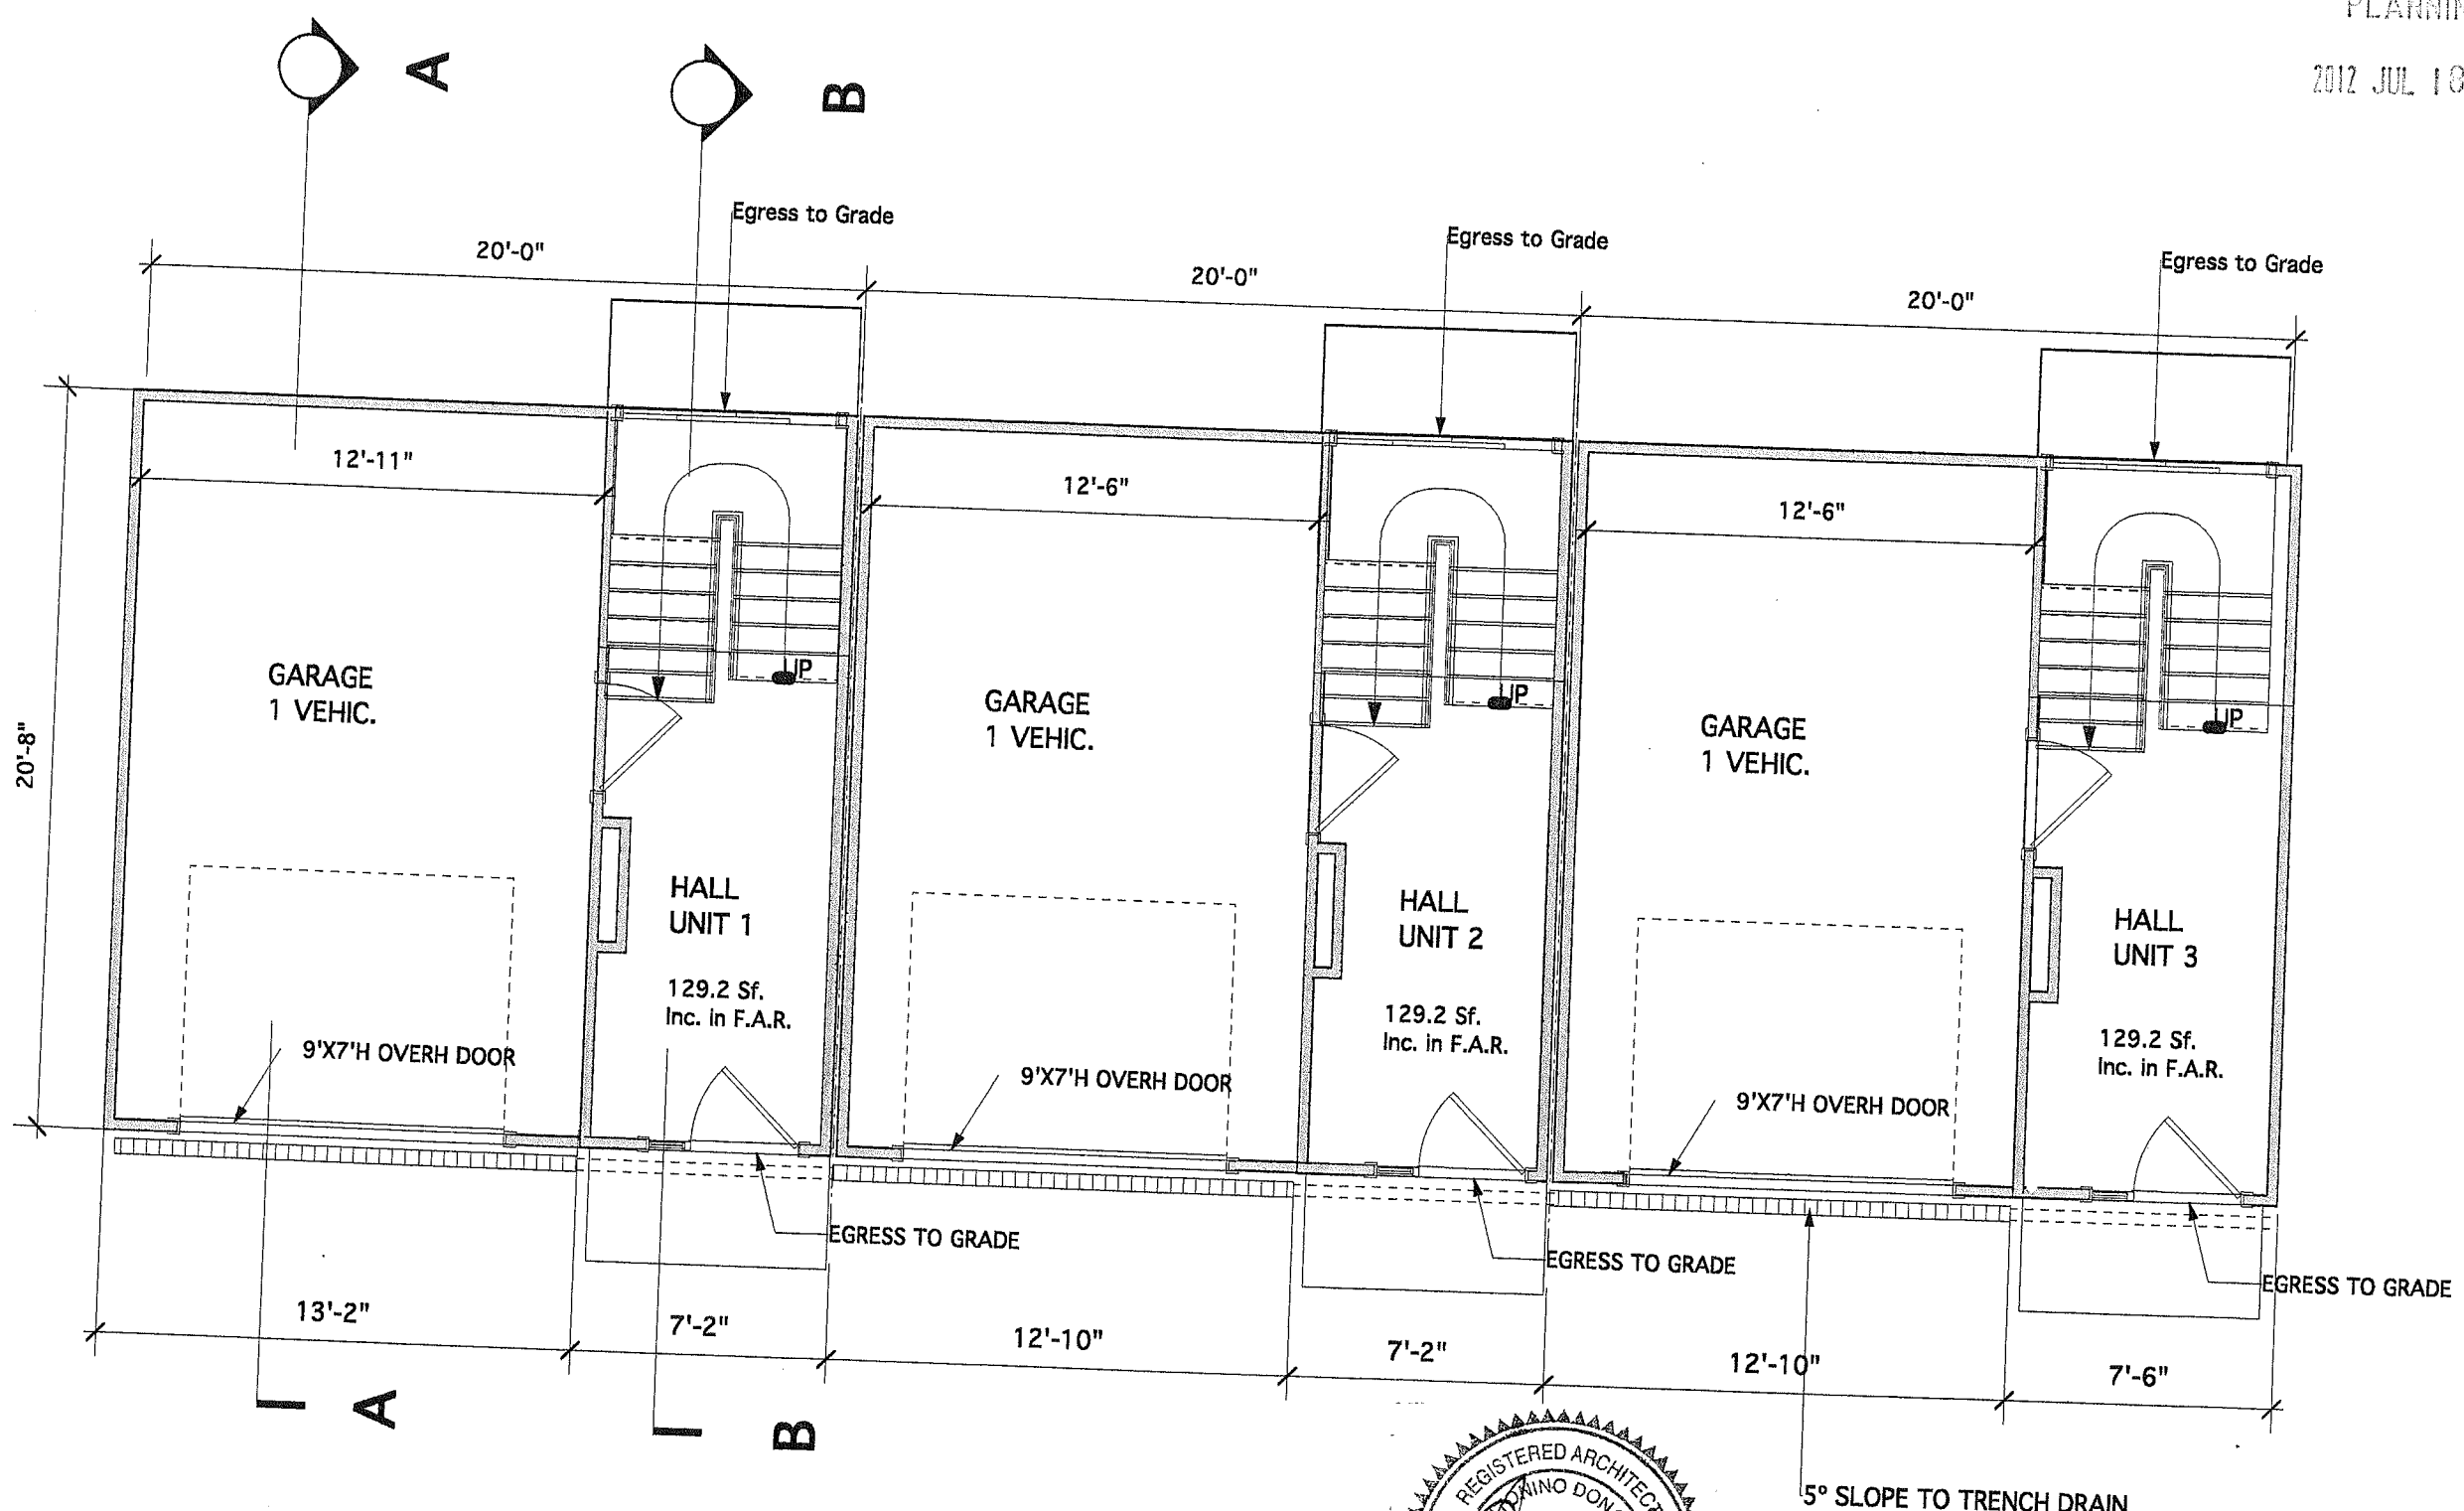 2012 JUL
A
B
Egress to Grade
Egress to Grade
Egress to Grade
20'-0"
20'-0"
20'-0"
12'-11"
12'-6"
12'-6"
20'-8"
UP
UP
UP
GARAGE
1 VEHIC.
GARAGE
1 VEHIC.
GARAGE
1 VEHIC.
HALL
UNIT 1
129.2 Sf.
Inc. in F.A.R.
HALL
UNIT 2
129.2 Sf.
Inc. in F.A.R.
HALL
UNIT 3
129.2 Sf.
Inc. in F.A.R.
9'X7'H OVERH DOOR
9'X7'H OVERH DOOR
9'X7'H OVERH DOOR
EGRESS TO GRADE
EGRESS TO GRADE
EGRESS TO GRADE
13'-2"
7'-2"
12'-10"
7'-2"
12'-10"
7'-6"
A
B
REGISTERED ARCHITECT
5° SLOPE TO TRENCH DRAIN